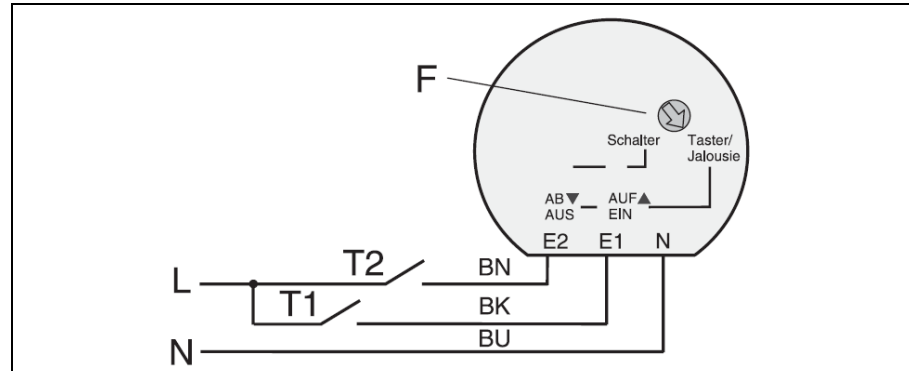 F
Schalter Taster/
Jalousie
AB▼ AUF▲
AUS EIN
E2 E1 N
L T2 BN
T1 BK
BU
N